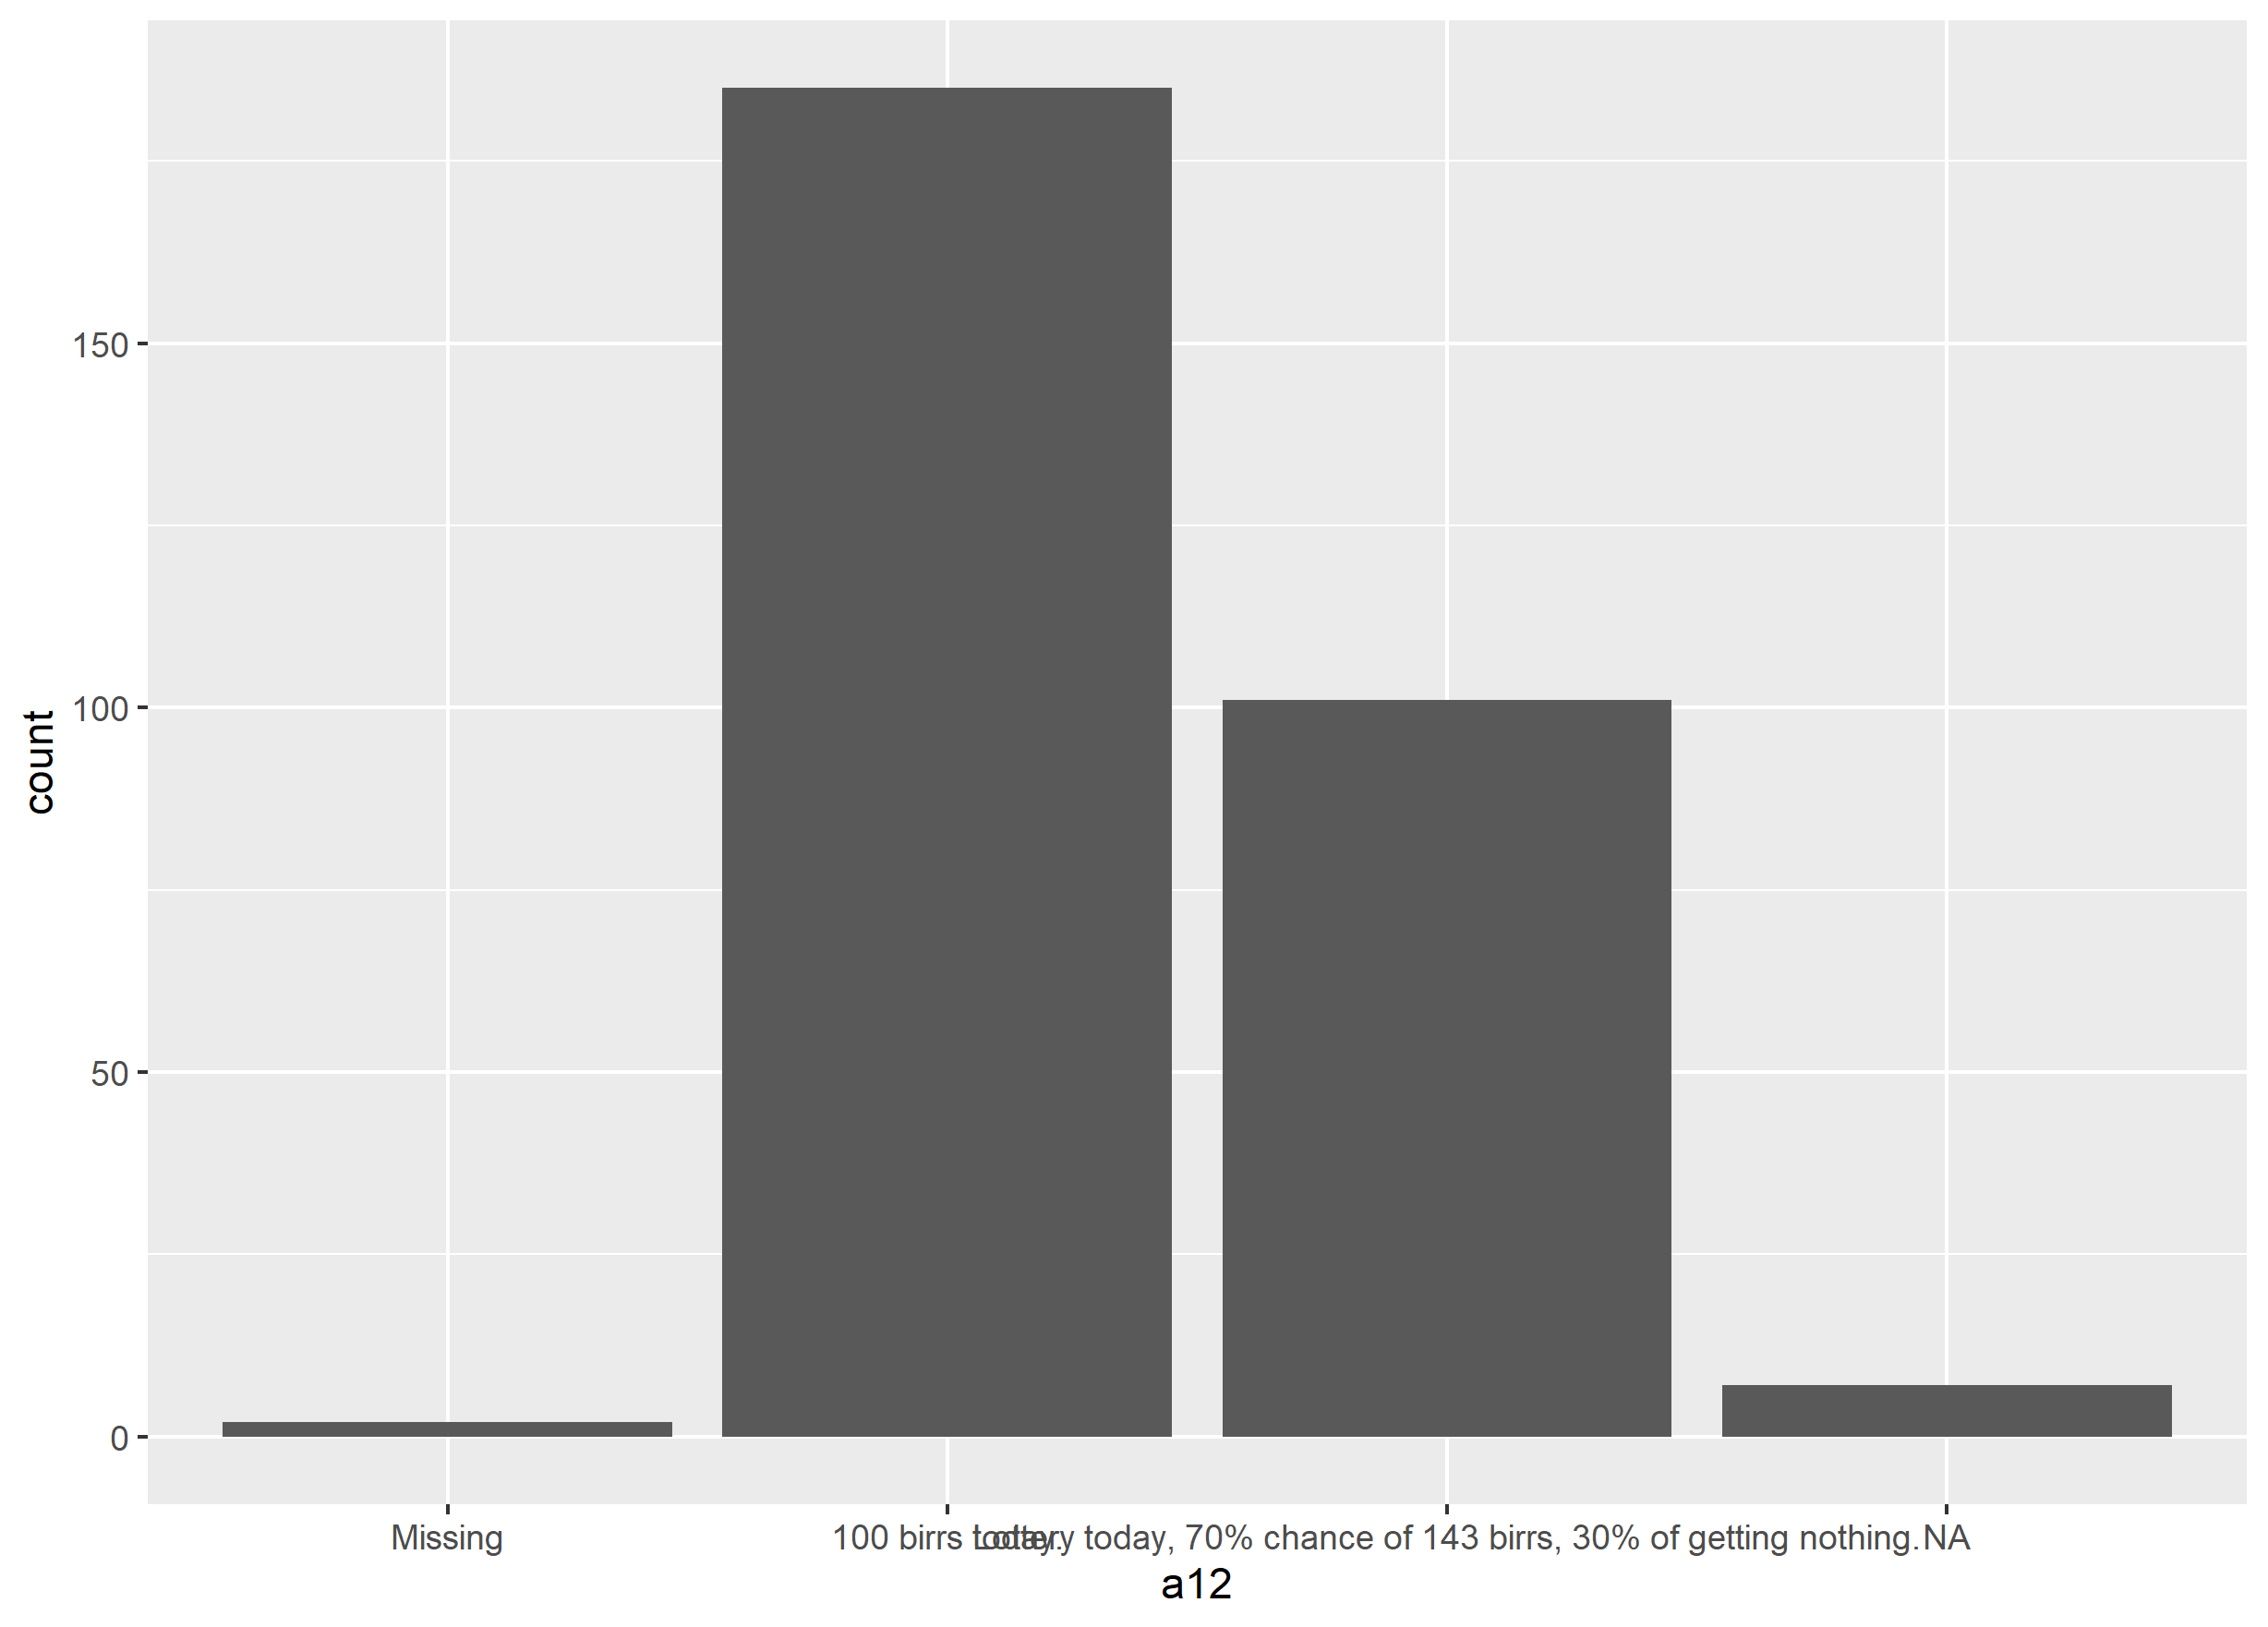 150
100
50
0
count
Missing
100 birrs today.
Lottery today, 70% chance of 143 birrs, 30% of getting nothing.
NA
a12